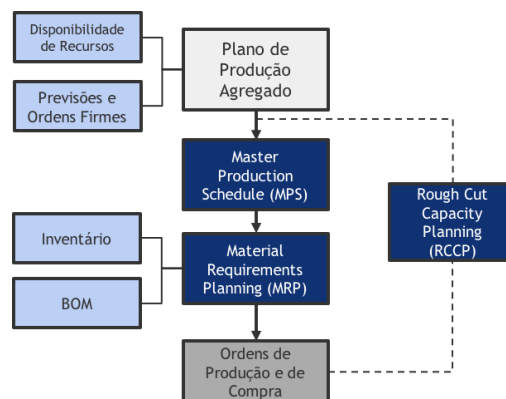 Disponibilidade
de Recursos
Plano de
Produção
Agregado
Previsões e
Ordens Firmes
Master
Production
Schedule (MPS)
Rough Cut
Capacity
Planning
(RCCP)
Inventário
Material
Requirements
Planning (MRP)
BOM
Ordens de
Produção e de
Compra